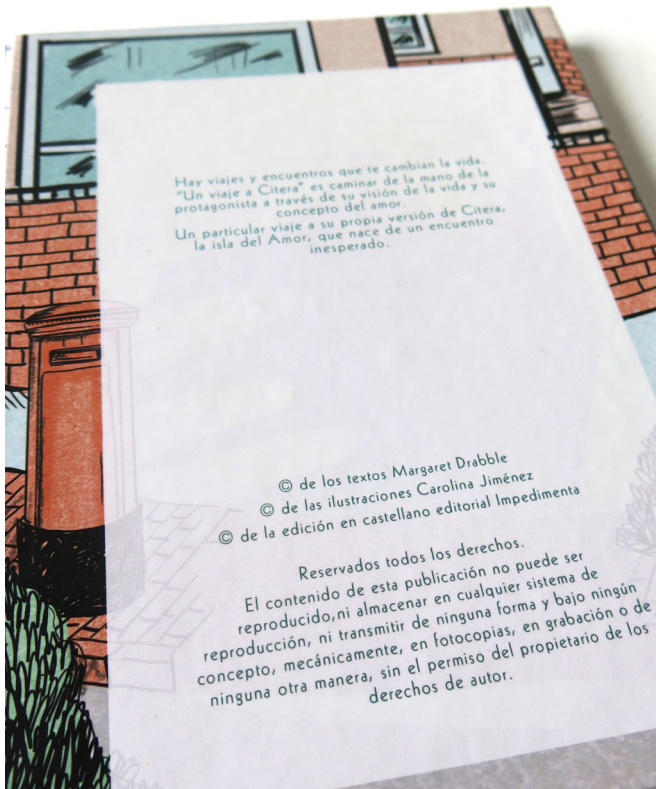 Hay viajes y encuentros que te cambian la vida.
"Un viaje a Citera" es caminar de la mano de la
protagonista a través de su visión de la vida y su
concepto del amor.
Un particular viaje a su propia versión de Citera,
la isla del Amor, que nace de un encuentro
inesperado.
© de los textos Margaret Drabble
© de las ilustraciones Carolina Jiménez
© de la edición en castellano editorial Impedimenta
Reservados todos los derechos.
El contenido de esta publicación no puede ser
reproducido,ni almacenar en cualquier sistema de
reproducción, ni transmitir de ninguna forma y bajo ningún
concepto, mecánicamente, en fotocopias, en grabación o de
ninguna otra manera, sin el permiso del propietario de los
derechos de autor.